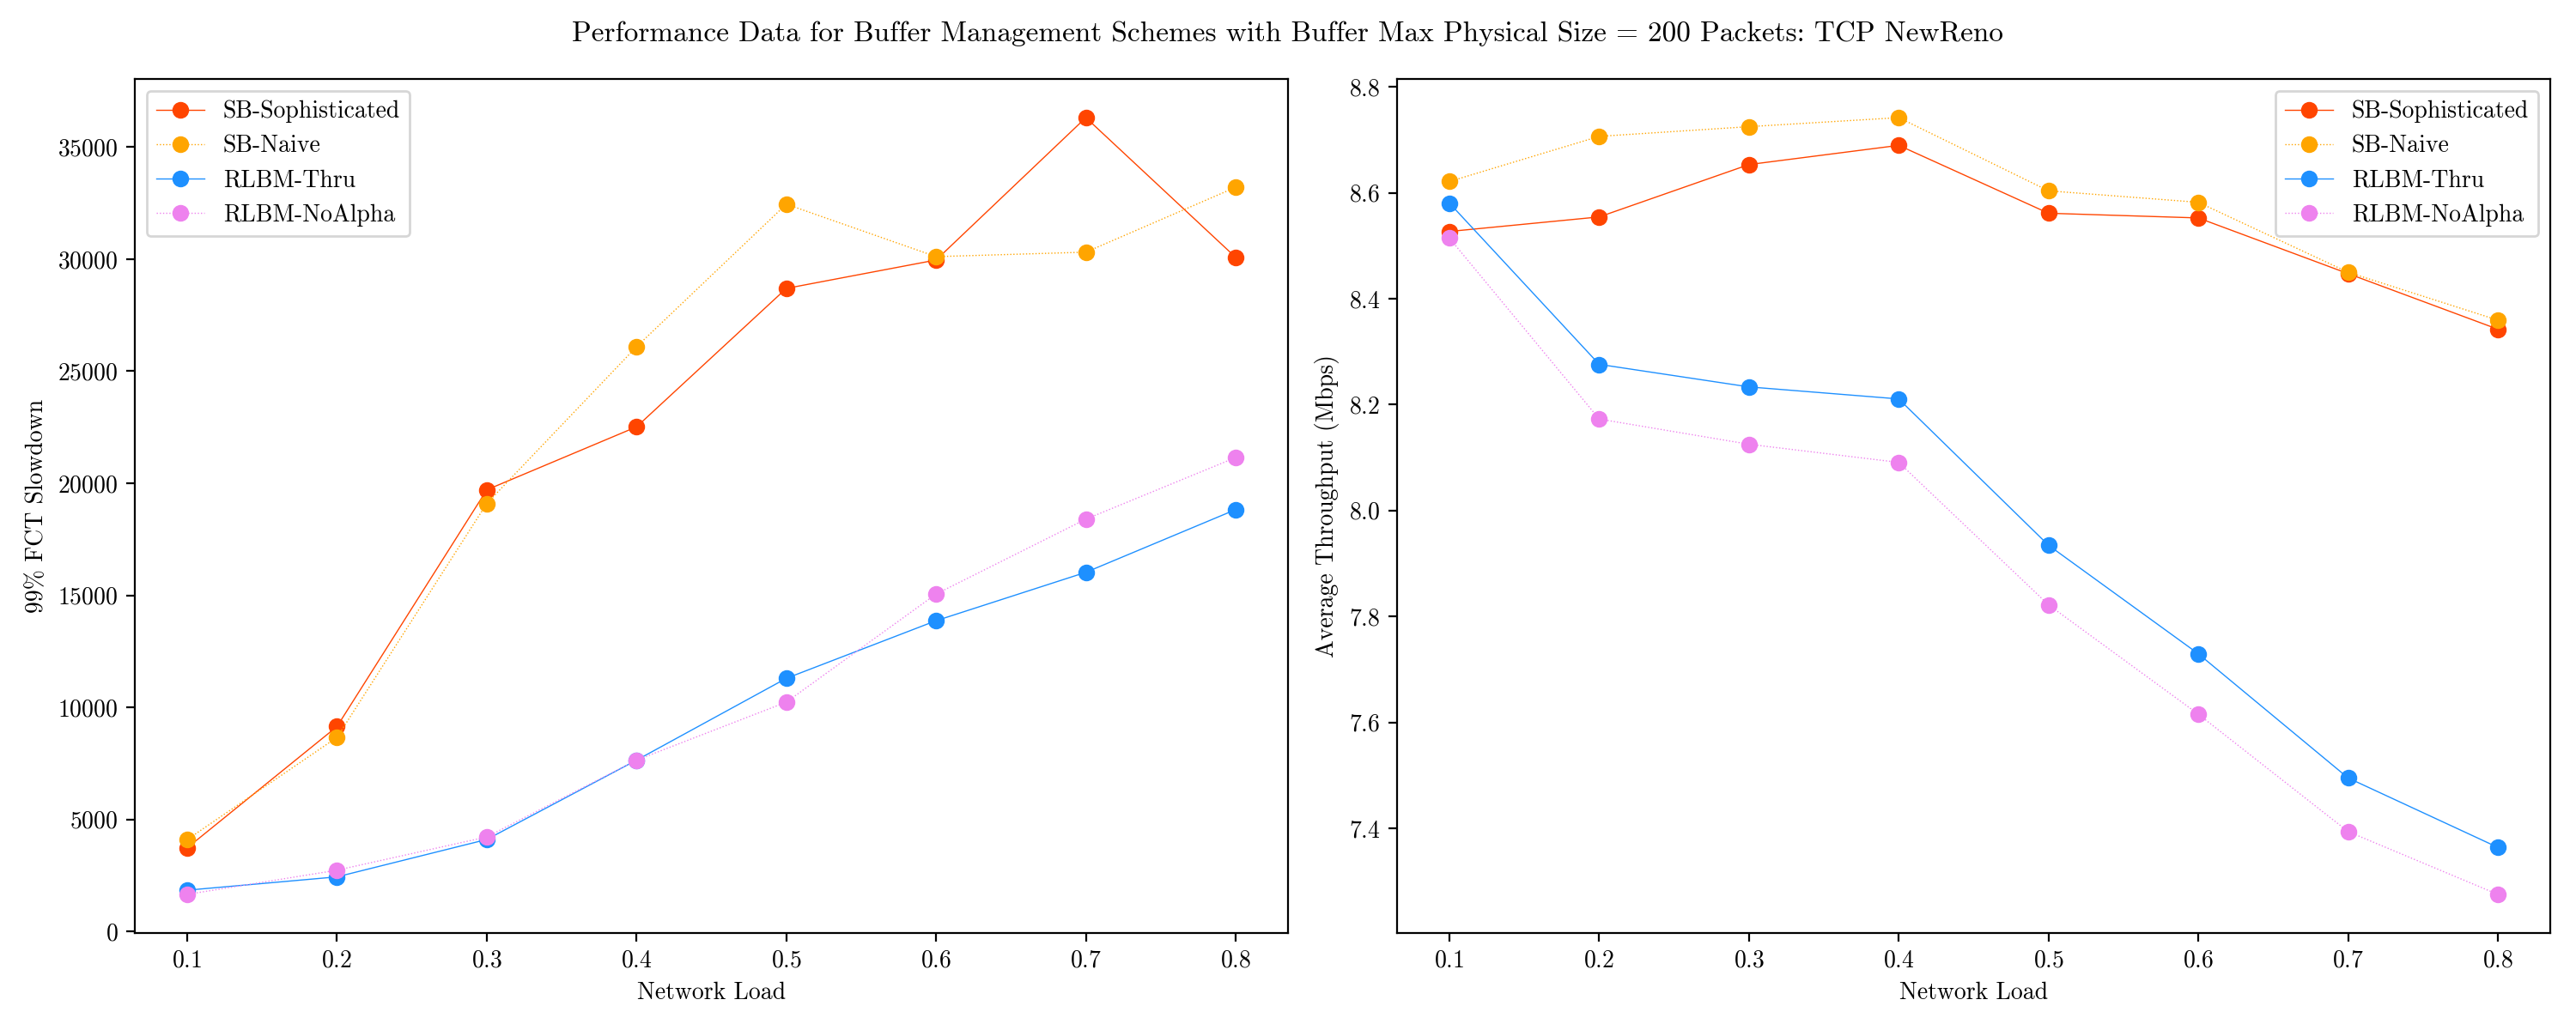 Performance Data for Buffer Management Schemes with Buffer Max Physical Size = 200 Packets: TCP NewReno
SB-Sophisticated
SB-Naive
RLBM-Thru
RLBM-NoAlpha
99% FCT Slowdown
35000
30000
25000
20000
15000
10000
5000
0
0.1 0.2 0.3 0.4 0.5 0.6 0.7 0.8
Network Load
SB-Sophisticated
SB-Naive
RLBM-Thru
RLBM-NoAlpha
Average Throughput (Mbps)
8.8
8.6
8.4
8.2
8.0
7.8
7.6
7.4
0.1 0.2 0.3 0.4 0.5 0.6 0.7 0.8
Network Load